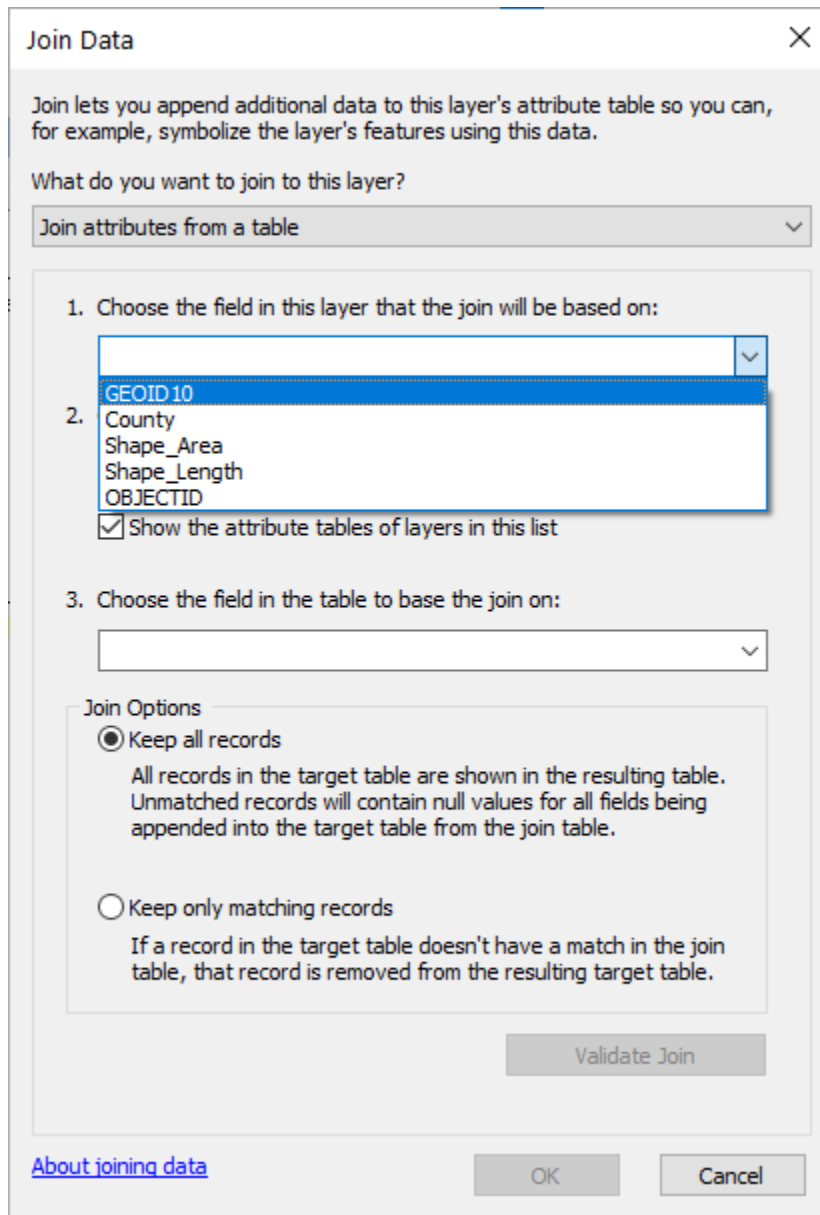 Join Data
Join lets you append additional data to this layer's attribute table so you can,
for example, symbolize the layer's features using this data.
What do you want to join to this layer?
Join attributes from a table
1. Choose the field in this layer that the join will be based on:
GEOID10
2.
County
Shape_Area
Shape_Length
OBJECTID
Show the attribute tables of layers in this list
3. Choose the field in the table to base the join on:
Join Options
Keep all records
All records in the target table are shown in the resulting table.
Unmatched records will contain null values for all fields being
appended into the target table from the join table.
Keep only matching records
If a record in the target table doesn't have a match in the join
table, that record is removed from the resulting target table.
Validate Join
About joining data
OK
Cancel